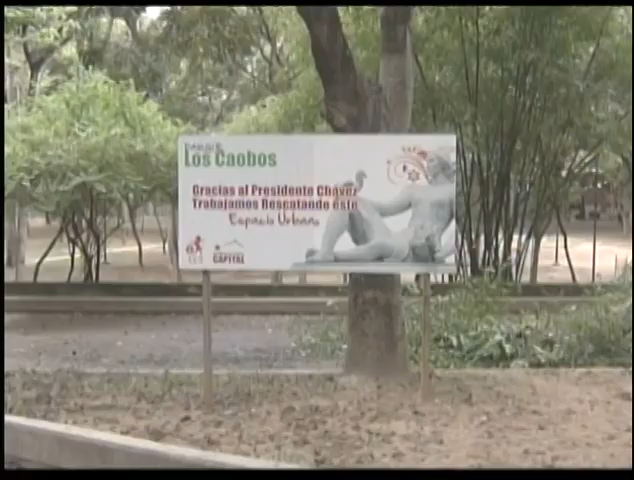 PARQUE
Los Caobos
Gracias al Presidente Chávez
Trabajamos Rescatando este
Espacio Urbano
CAPITAL